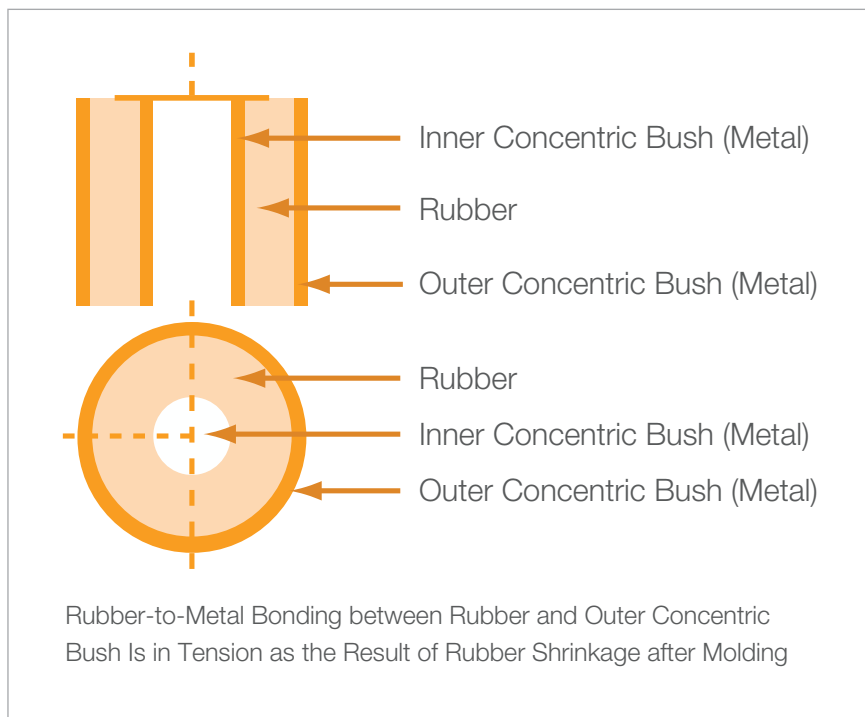 Inner Concentric Bush (Metal)
Rubber
Outer Concentric Bush (Metal)
Rubber
Inner Concentric Bush (Metal)
Outer Concentric Bush (Metal)
Rubber-to-Metal Bonding between Rubber and Outer Concentric
Bush Is in Tension as the Result of Rubber Shrinkage after Molding